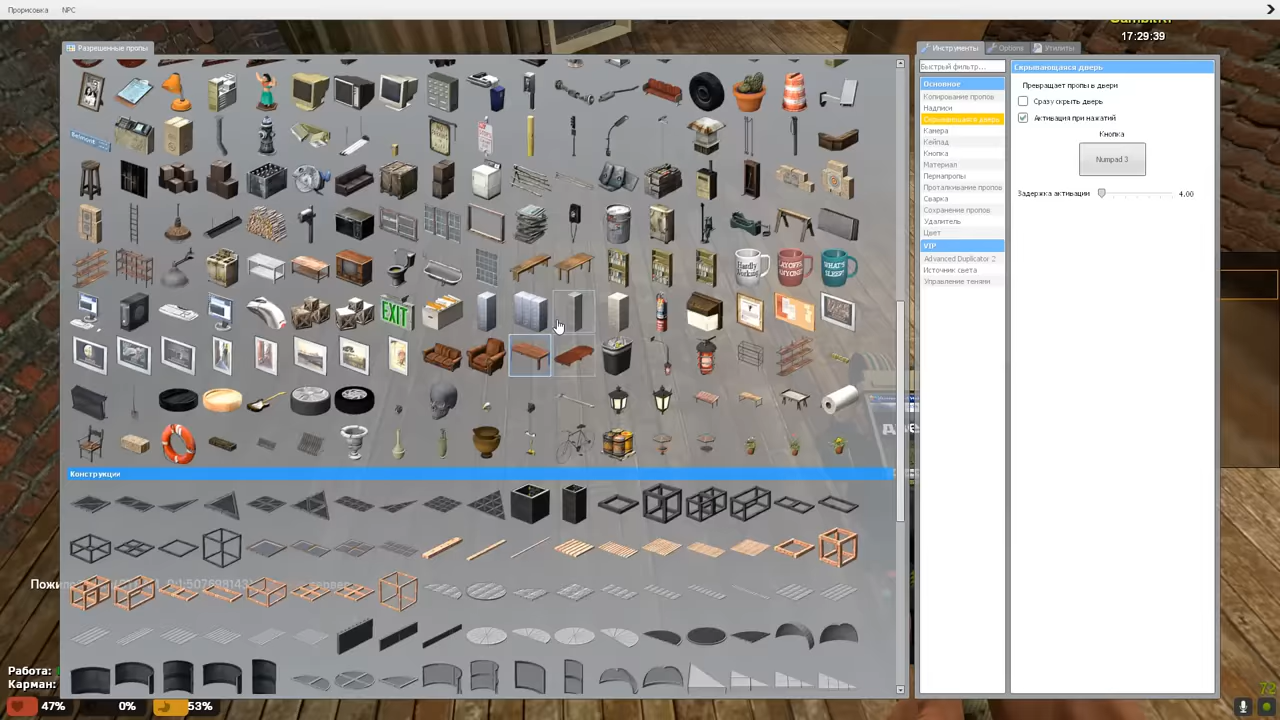 Прорисовка
NPC
17:29:39
Разрешенные пропы
Инструменты
Options
Утилиты
Быстрый фильтр...
Основное
Копирование пропов
Надписи
Скрывающаяся дверь
Камера
Кейпад
Кнопка
Материал
Пермапропы
Проталкивание пропов
Сварка
Сохранение пропов
Удалитель
Цвет
VIP
Advanced Duplicator 2
Источник света
Управление тенями
Скрывающаяся дверь
Превращает пропы в двери
Сразу скрыть дверь
Активация при нажатий
Кнопка
Numpad 3
Задержка активации
4.00
EXIT
Конструкции
Работа:
Карман:
47%
0%
53%
72